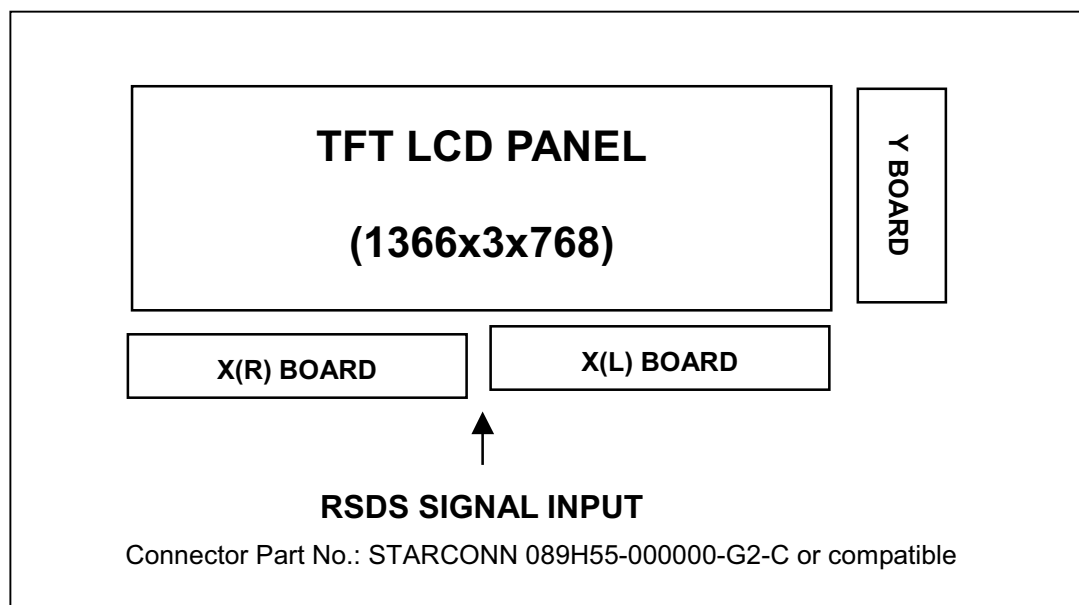 TFT LCD PANEL
(1366x3x768)
Y BOARD
X(R) BOARD
X(L) BOARD
RSDS SIGNAL INPUT
Connector Part No.: STARCONN 089H55-000000-G2-C or compatible